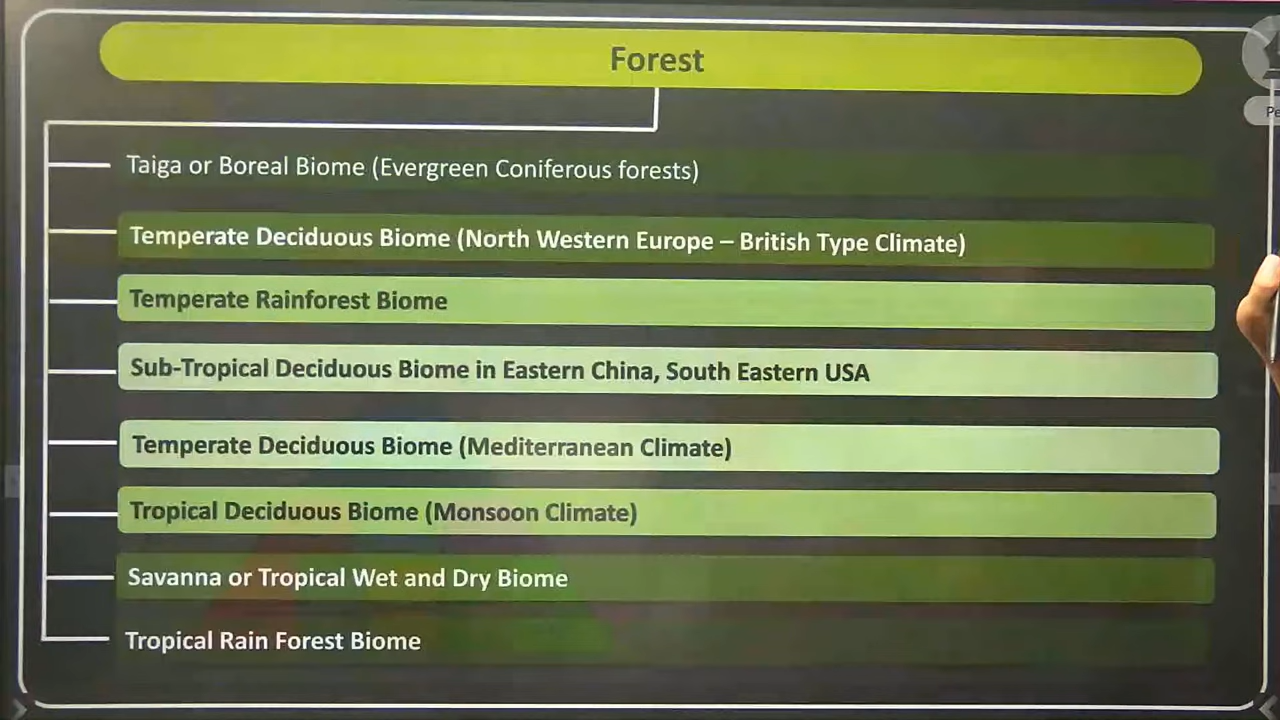 Forest
Taiga or Boreal Biome (Evergreen Coniferous forests)
Temperate Deciduous Biome (North Western Europe – British Type Climate)
Temperate Rainforest Biome
Sub-Tropical Deciduous Biome in Eastern China, South Eastern USA
Temperate Deciduous Biome (Mediterranean Climate)
Tropical Deciduous Biome (Monsoon Climate)
Savanna or Tropical Wet and Dry Biome
Tropical Rain Forest Biome